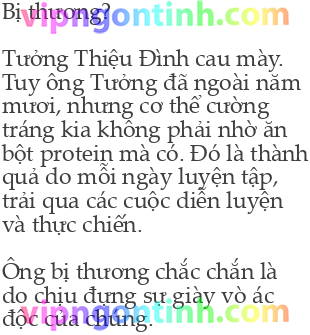 Bị thương?
vipngontinh.com
Tưởng Thiệu Đình cau mày.
Tuy ông Tưởng đã ngoài năm
mươi, nhưng cơ thể cường
tráng kia không phải nhờ ăn
bột protein mà có. Đó là thành
quả do mỗi ngày luyện tập,
trải qua các cuộc diễn luyện
và thực chiến.
Ông bị thương chắc chắn là
do chịu đựng sự giày vò ác
vipngontinh.com
độc của chúng.